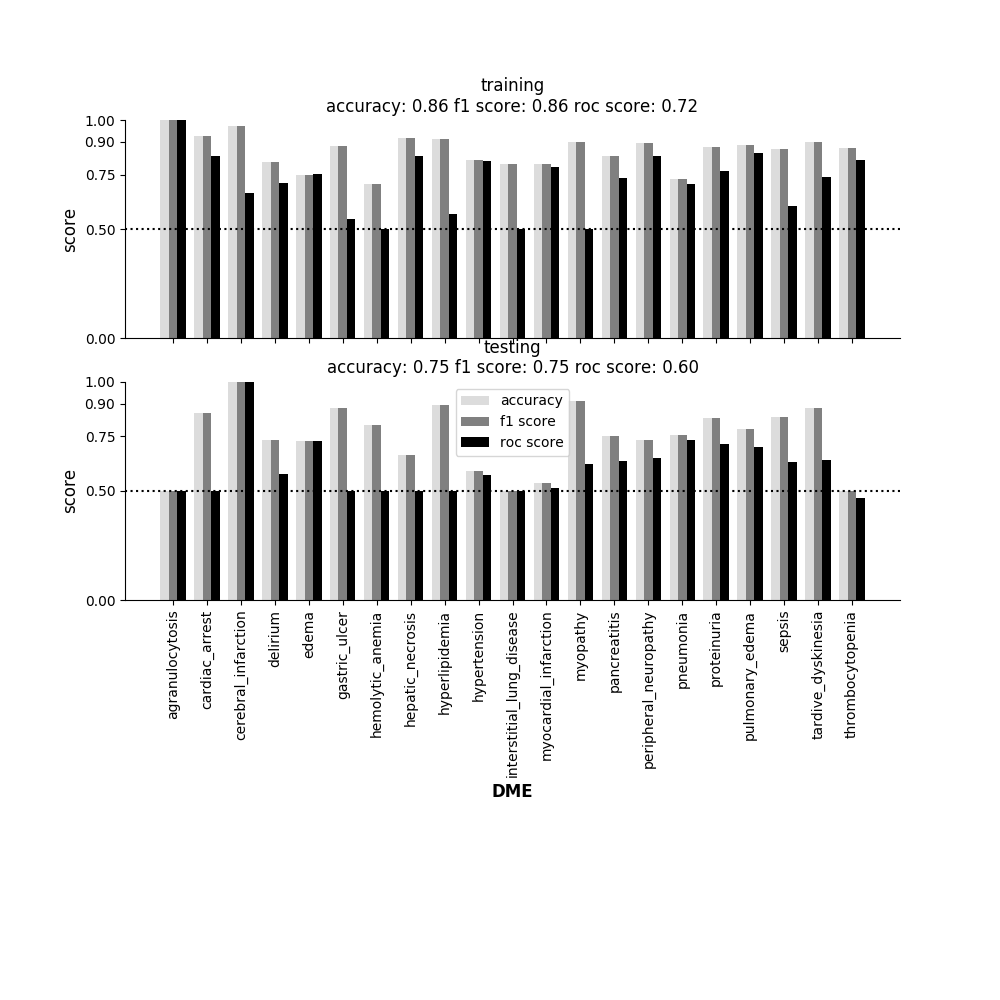 training
accuracy: 0.86 f1 score: 0.86 roc score: 0.72
1.00
0.90
0.75
0.50
0.00
score
testing
accuracy: 0.75 f1 score: 0.75 roc score: 0.60
1.00
0.90
0.75
0.50
0.00
score
accuracy
f1 score
roc score
agranulocytosis
cardiac_arrest
cerebral_infarction
delirium
edema
gastric_ulcer
hemolytic_anemia
hepatic_necrosis
hyperlipidemia
hypertension
interstitial_lung_disease
myocardial_infarction
myopathy
pancreatitis
peripheral_neuropathy
pneumonia
proteinuria
pulmonary_edema
sepsis
tardive_dyskinesia
thrombocytopenia
DME